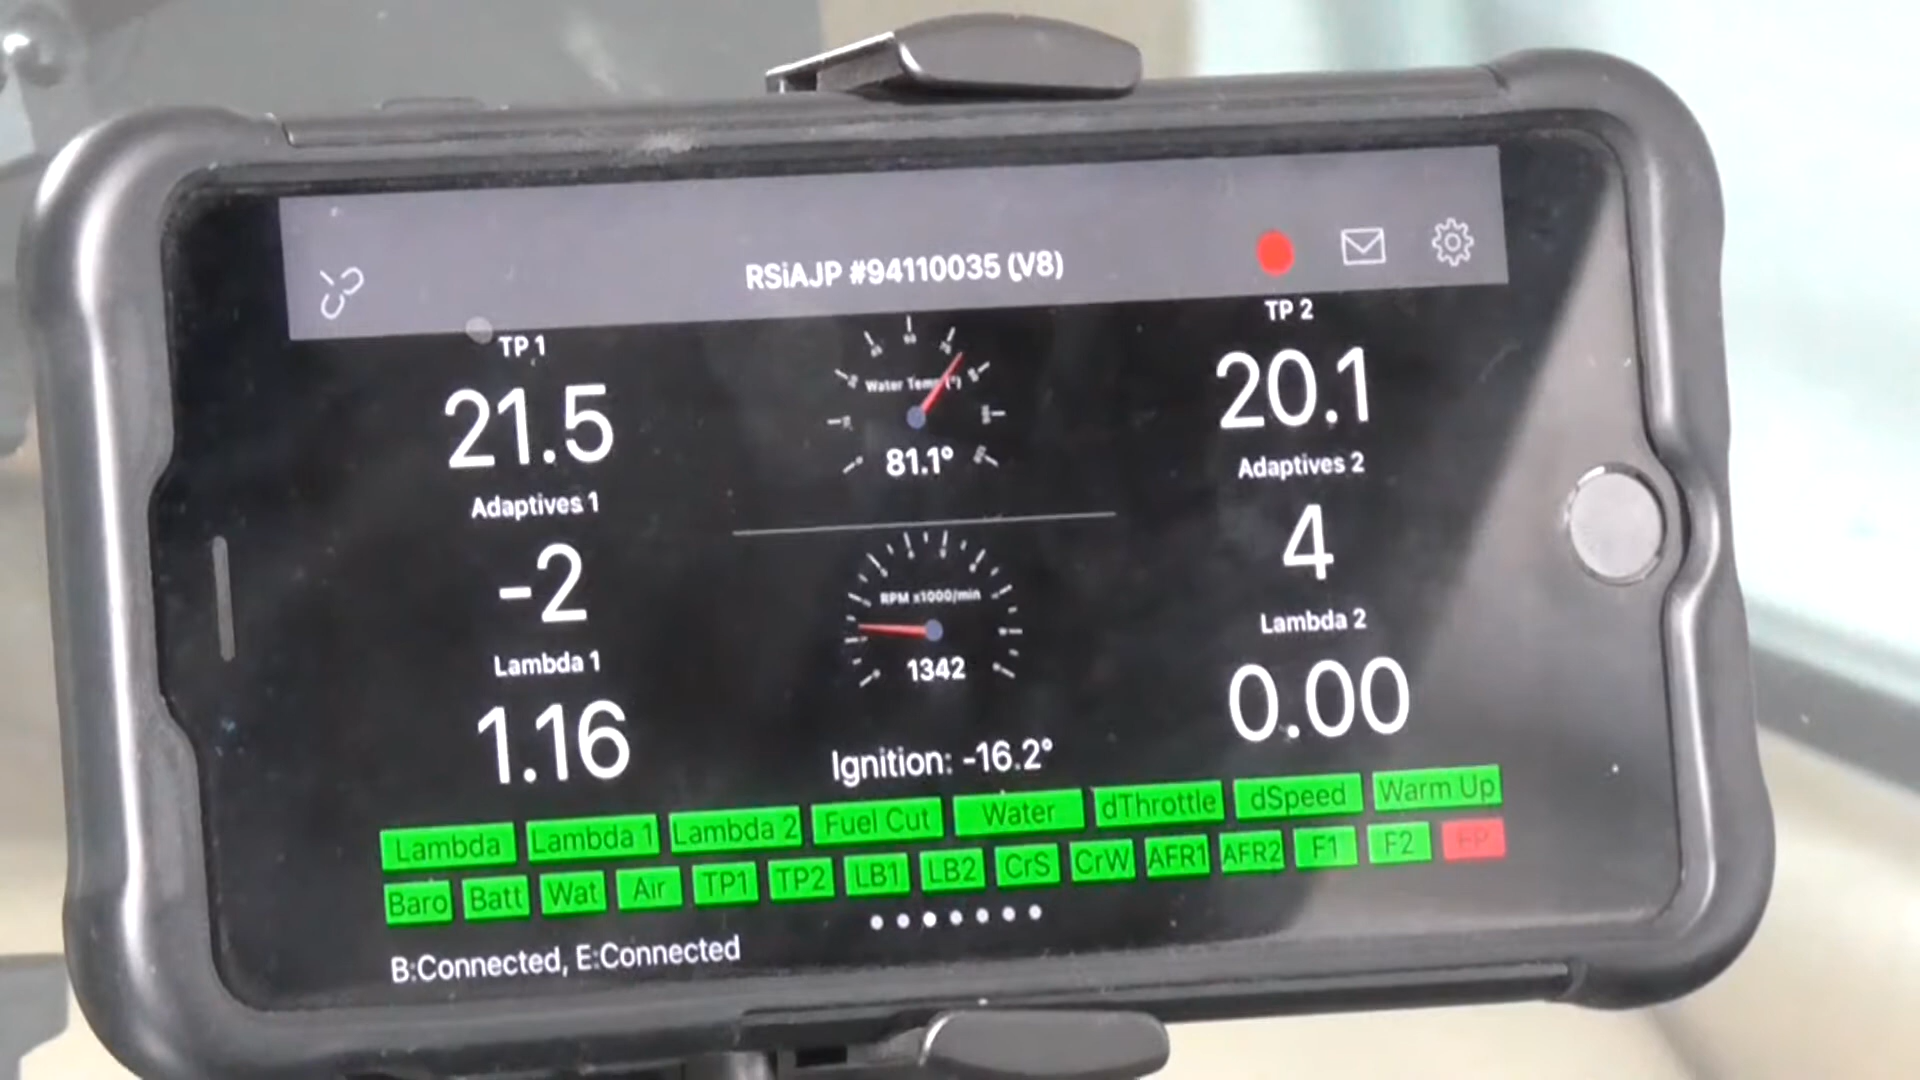 RSiAJP #94110035 (V8)
TP 1
21.5
Adaptives 1
-2
Lambda 1
1.16
Water Temp (°)
81.1°
RPM x1000/min
1342
Ignition: -16.2°
TP 2
20.1
Adaptives 2
4
Lambda 2
0.00
Lambda Lambda 1 Lambda 2 Fuel Cut Water dThrottle dSpeed Warm Up
Baro Batt Wat Air TP1 TP2 LB1 LB2 CrS CrW AFR1 AFR2 F1 F2
B:Connected, E:Connected